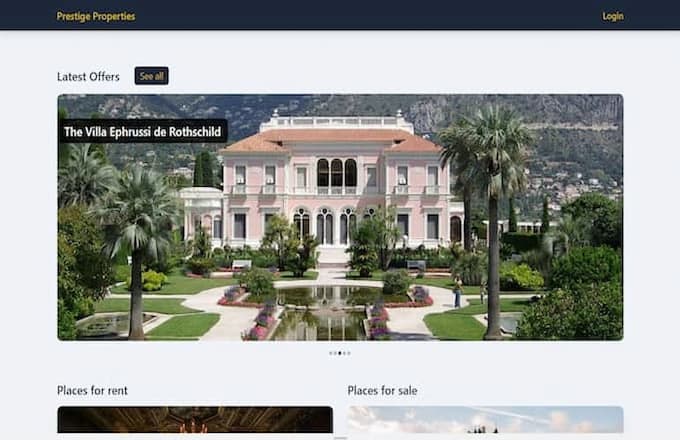 Prestige Properties
Login
Latest Offers
See all
The Villa Ephrussi de Rothschild
Places for rent
Places for sale